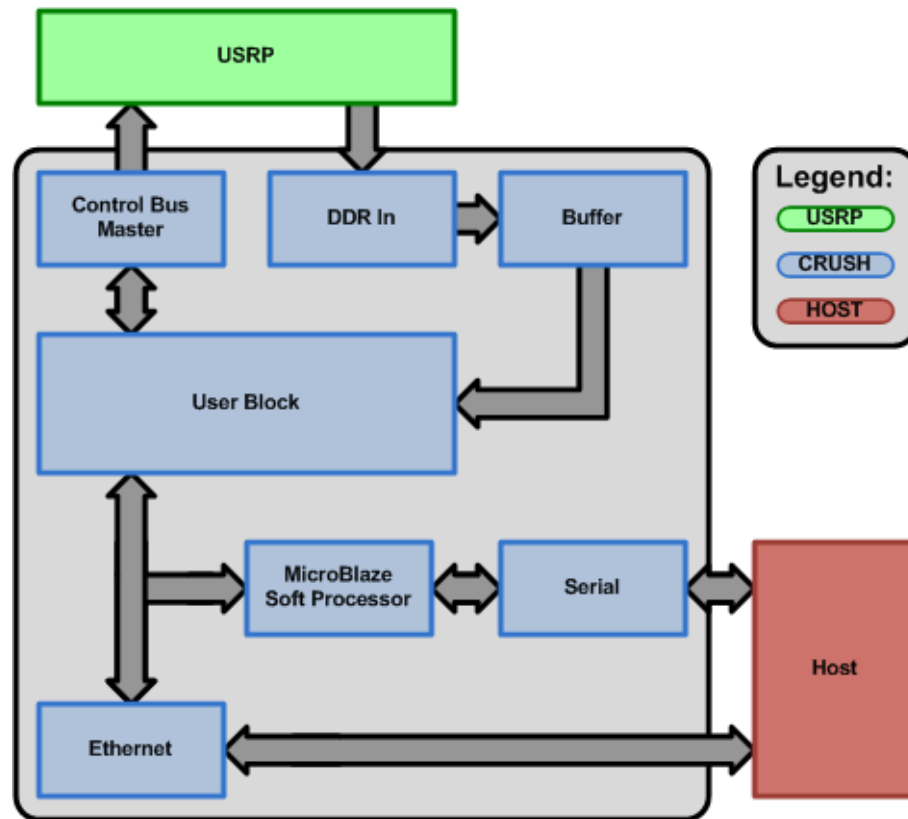 USRP
Control Bus
Master
DDR In
Buffer
Legend:
USRP
CRUSH
HOST
User Block
MicroBlaze
Soft Processor
Serial
Host
Ethernet